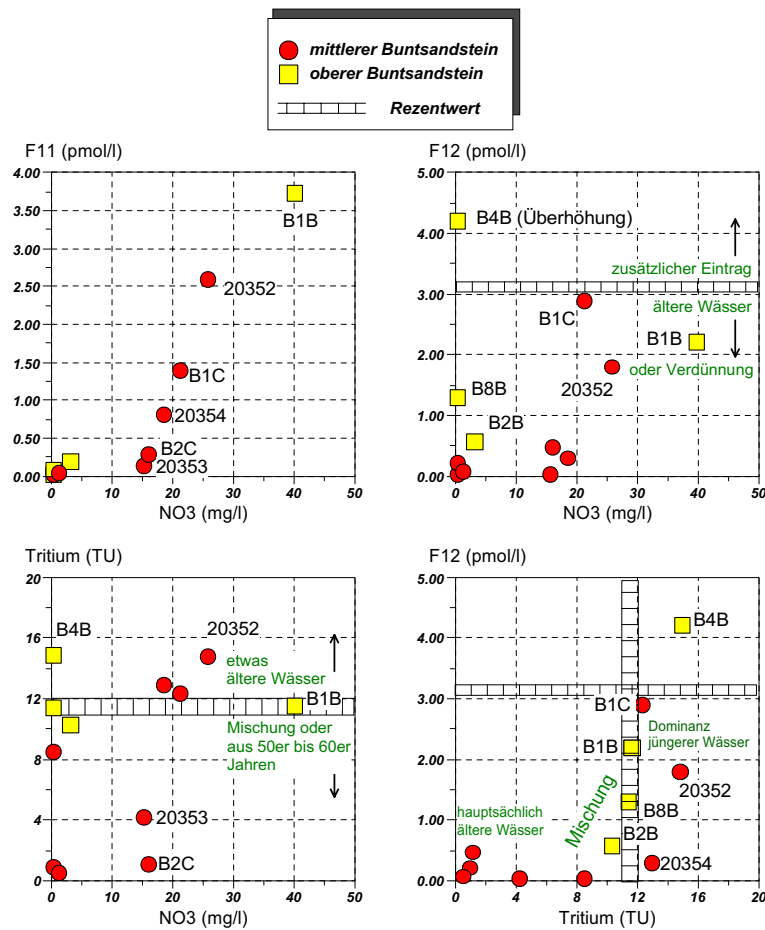 mittlerer Buntsandstein
oberer Buntsandstein
Rezentwert
F11 (pmol/l)
4.00
3.50
3.00
2.50
2.00
1.50
1.00
0.50
0.00
0
10
20
30
40
50
NO3 (mg/l)
B1B
20352
B1C
20354
B2C
20353
F12 (pmol/l)
5.00
4.00
3.00
2.00
1.00
0.00
0
10
20
30
40
50
NO3 (mg/l)
B4B (Überhöhung)
zusätzlicher Eintrag
ältere Wässer
B1C
B1B
20352
oder Verdünnung
B8B
B2B
Tritium (TU)
20
16
12
8
4
0
0
10
20
30
40
50
NO3 (mg/l)
B4B
20352
etwas
ältere Wässer
B1B
Mischung oder
aus 50er bis 60er
Jahren
20353
B2C
F12 (pmol/l)
5.00
4.00
3.00
2.00
1.00
0.00
0
4
8
12
16
20
Tritium (TU)
B4B
B1C
B1B
Dominanz
jüngerer Wässer
20352
B8B
hauptsächlich
ältere Wässer
Mischung
B2B
20354